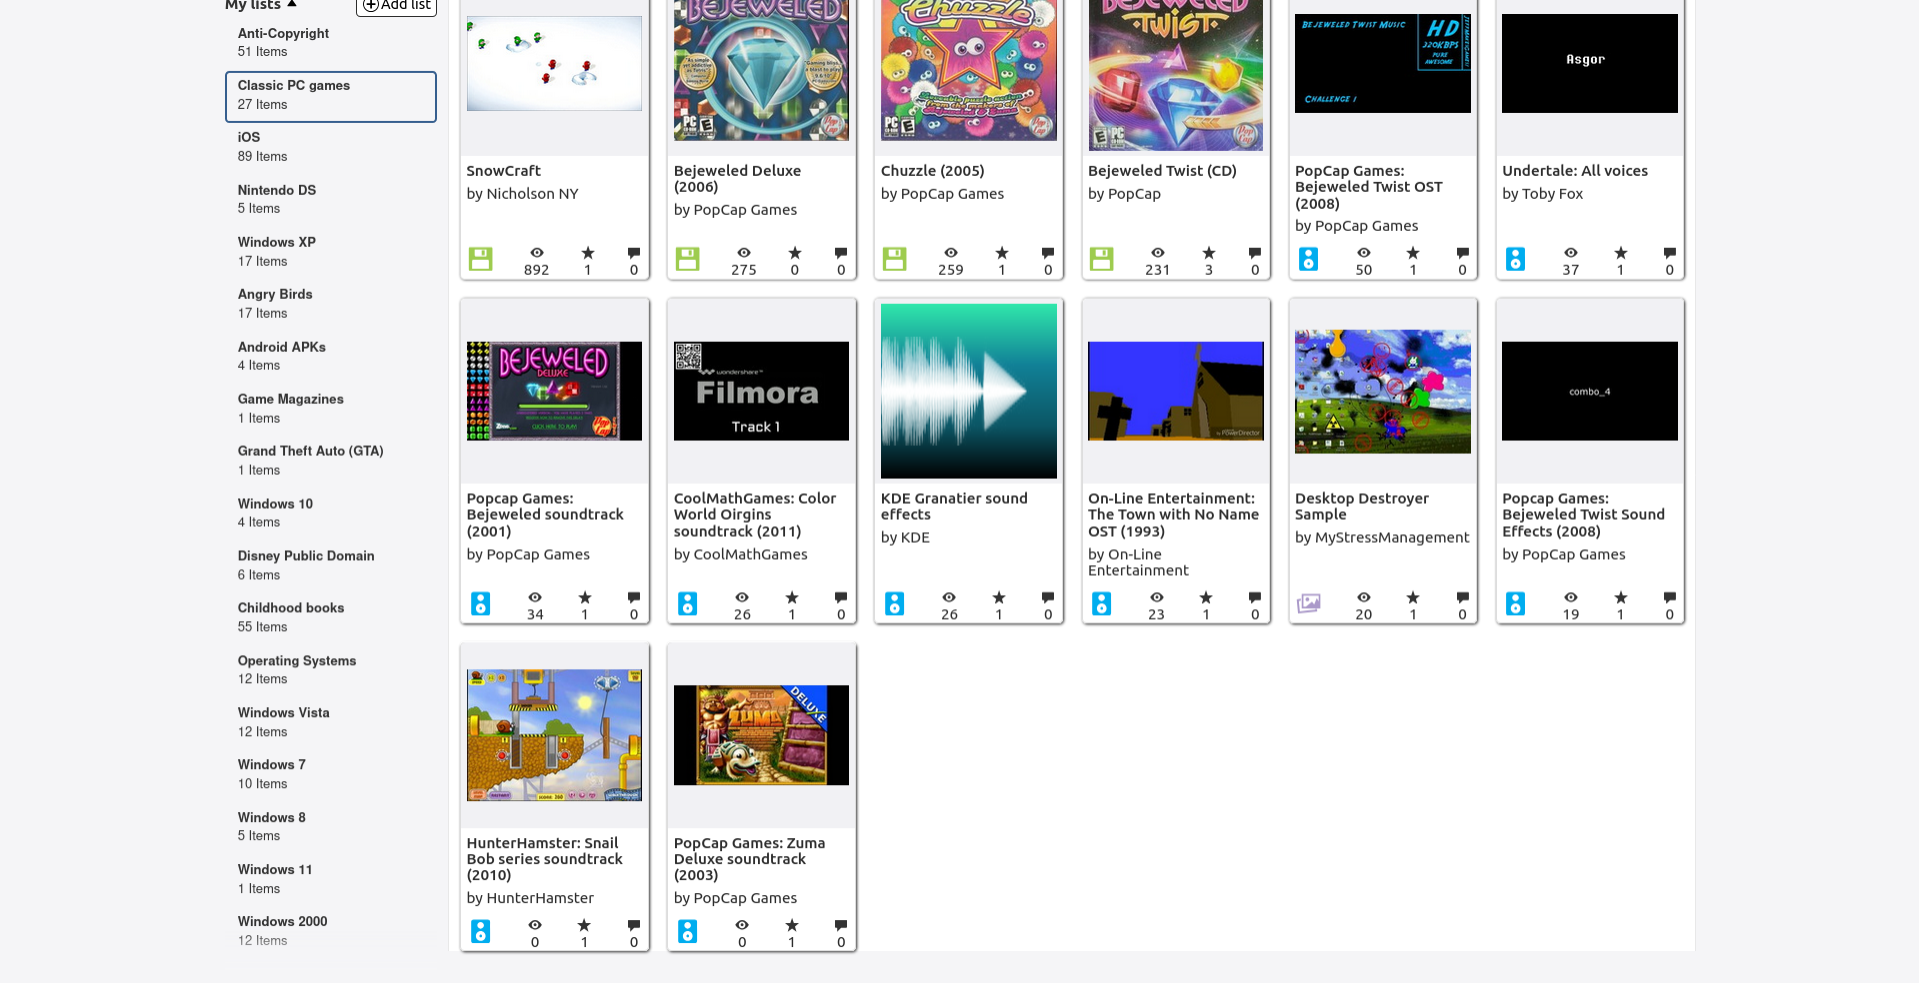 My lists
Add list
Anti-Copyright
51 Items
Classic PC games
27 Items
iOS
89 Items
Nintendo DS
5 Items
Windows XP
17 Items
Angry Birds
17 Items
Android APKs
4 Items
Game Magazines
1 Items
Grand Theft Auto (GTA)
1 Items
Windows 10
4 Items
Disney Public Domain
6 Items
Childhood books
55 Items
Operating Systems
12 Items
Windows Vista
12 Items
Windows 7
10 Items
Windows 8
5 Items
Windows 11
1 Items
Windows 2000
12 Items
SnowCraft
by Nicholson NY
892
1
0
BEJEWELED
PC
Bejeweled Deluxe
(2006)
by PopCap Games
275
0
0
Chuzzle
PC
Chuzzle (2005)
by PopCap Games
259
1
0
BEJEWELED
TWIST
PC
Bejeweled Twist (CD)
by PopCap
231
3
0
BEJEWELED TWIST MUSIC
HD
320KBPS
PURE
AWESOME
CHALLENGE 1
PopCap Games:
Bejeweled Twist OST
(2008)
by PopCap Games
50
1
0
Asgor
Undertale: All voices
by Toby Fox
37
1
0
BEJEWELED
DELUXE
CLICK HERE TO PLAY!
Popcap Games:
Bejeweled soundtrack
(2001)
by PopCap Games
34
1
0
wondershare
Filmora
Track 1
CoolMathGames: Color
World Oirgins
soundtrack (2011)
by CoolMathGames
26
1
0
KDE Granatier sound
effects
by KDE
26
1
0
by PowerDirector
On-Line Entertainment:
The Town with No Name
OST (1993)
by On-Line
Entertainment
23
1
0
Desktop Destroyer
Sample
by MyStressManagement
20
1
0
combo_4
Popcap Games:
Bejeweled Twist Sound
Effects (2008)
by PopCap Games
19
1
0
HunterHamster: Snail
Bob series soundtrack
(2010)
by HunterHamster
0
1
0
ZUMA
DELUXE
PopCap Games: Zuma
Deluxe soundtrack
(2003)
by PopCap Games
0
1
0